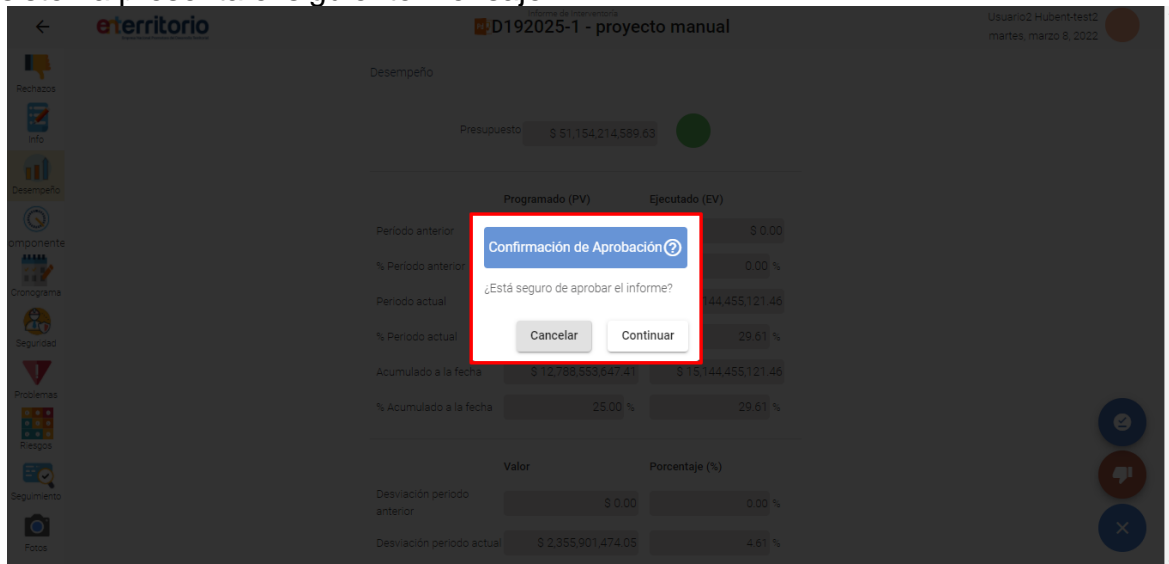 eterritorio
Informe de Interventoría
D192025-1 - proyecto manual
Usuario2 Hubent-test2
martes, marzo 8, 2022
Rechazos
Info
Desempeño
omponente
Cronograma
Seguridad
Problemas
Riesgos
Seguimiento
Fotos
Desempeño
Presupuesto $ 51,154,214,589.63
Programado (PV) Ejecutado (EV)
Periodo anterior $ 0.00
% Periodo anterior 0.00 %
Periodo actual 144,455,121.46
% Periodo actual 29.61 %
Acumulado a la fecha $ 12,788,553,647.41 $ 15,144,455,121.46
% Acumulado a la fecha 25.00 % 29.61 %
Valor Porcentaje (%)
Desviación periodo
anterior $ 0.00 0.00 %
Desviación periodo actual $ 2,355,901,474.05 4.61 %
Confirmación de Aprobación
¿Está seguro de aprobar el informe?
Cancelar Continuar